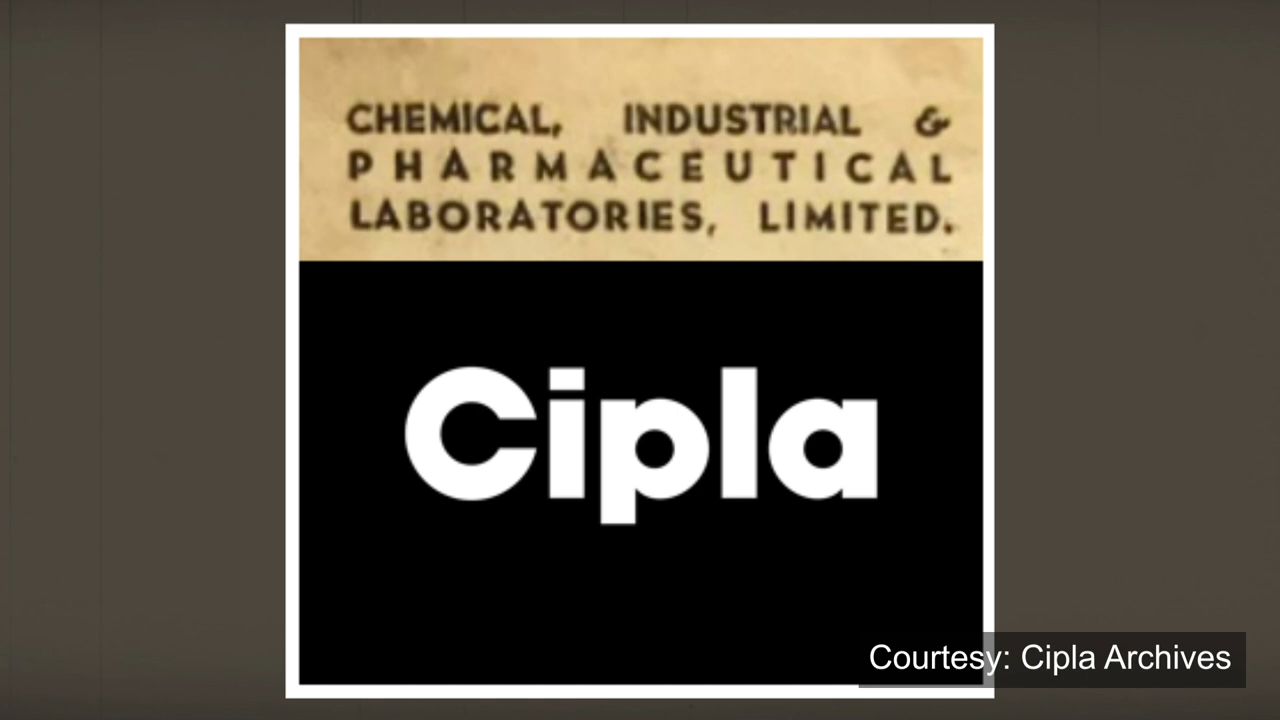 CHEMICAL, INDUSTRIAL &
PHARMACEUTICAL
LABORATORIES, LIMITED.
Cipla
Courtesy: Cipla Archives